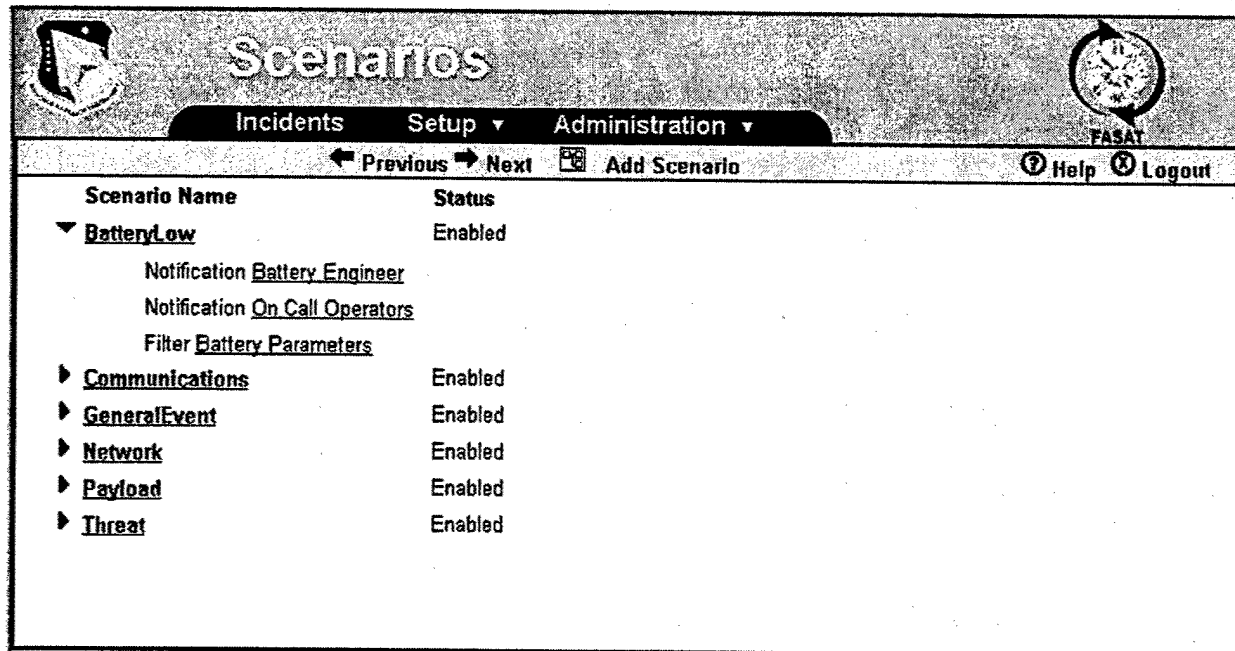 Scenarios
Incidents Setup Administration
FASAT
Previous Next Add Scenario Help Logout
Scenario Name Status
BatteryLow Enabled
Notification Battery Engineer
Notification On Call Operators
Filter Battery Parameters
Communications Enabled
GeneralEvent Enabled
Network Enabled
Payload Enabled
Threat Enabled